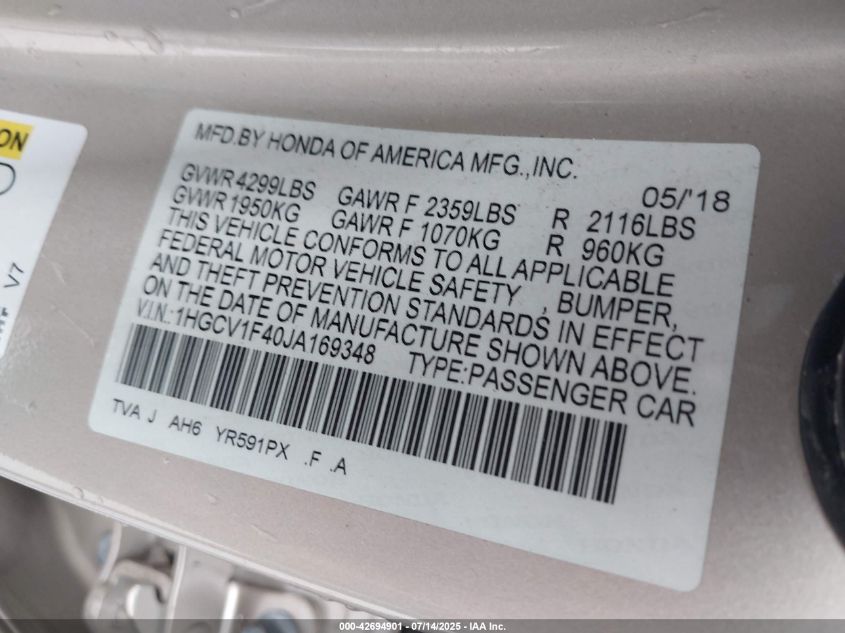 ON
V7
MFD.BY HONDA OF AMERICA MFG.,INC.
05/'18
GVWR 4299LBS GAWR F 2359LBS R 2116LBS
GVWR 1950KG GAWR F 1070KG R 960KG
THIS VEHICLE CONFORMS TO ALL APPLICABLE
FEDERAL MOTOR VEHICLE SAFETY , BUMPER,
AND THEFT PREVENTION STANDARDS IN EFFECT
ON THE DATE OF MANUFACTURE SHOWN ABOVE.
V.I.N.:1HGCV1F40JA169348 TYPE:PASSENGER CAR
TVA J AH6 YR591PX .F .A
000-42694901 - 07/14/2025 - IAA Inc.